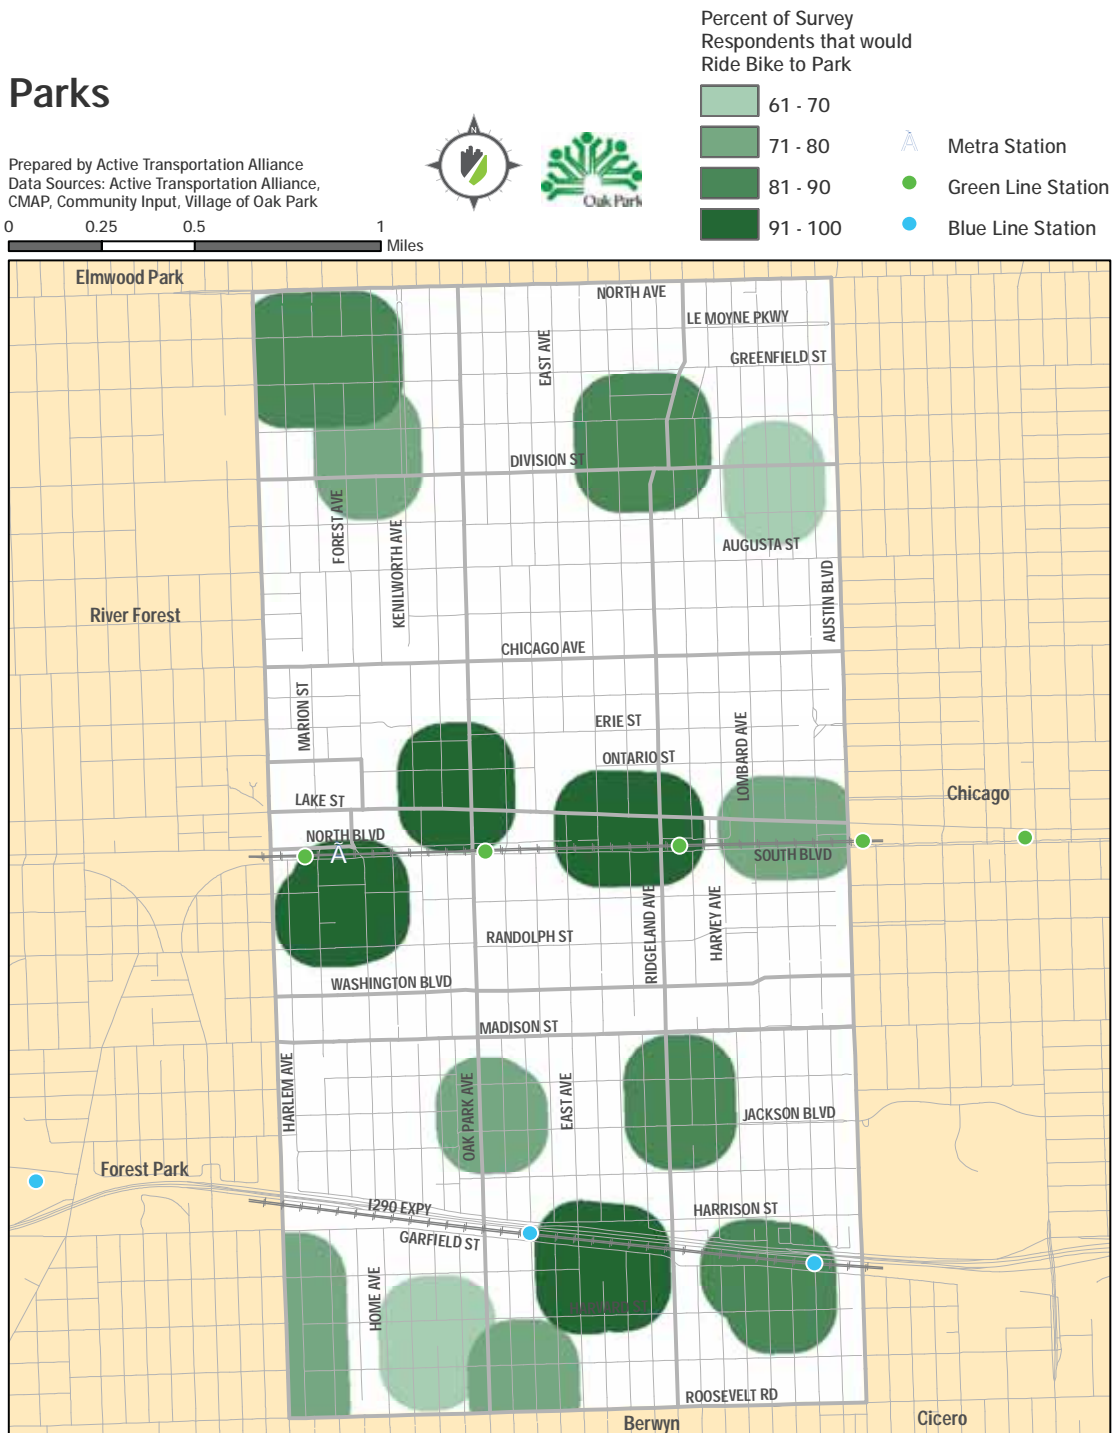 Parks
Prepared by Active Transportation Alliance
Data Sources: Active Transportation Alliance,
CMAP, Community Input, Village of Oak Park
0 0.25 0.5 1
Miles
N
Oak Park
Percent of Survey
Respondents that would
Ride Bike to Park
61 - 70
71 - 80
81 - 90
91 - 100
Ã Metra Station
Green Line Station
Blue Line Station
Elmwood Park
NORTH AVE
LE MOYNE PKWY
EAST AVE
GREENFIELD ST
DIVISION ST
FOREST AVE
KENILWORTH AVE
AUGUSTA ST
AUSTIN BLVD
River Forest
CHICAGO AVE
MARION ST
ERIE ST
LOMBARD AVE
ONTARIO ST
LAKE ST
Chicago
NORTH BLVD
Ã
SOUTH BLVD
RIDGELAND AVE
HARVEY AVE
RANDOLPH ST
WASHINGTON BLVD
MADISON ST
HARLEM AVE
OAK PARK AVE
EAST AVE
JACKSON BLVD
Forest Park
I290 EXPY
HARRISON ST
GARFIELD ST
HOME AVE
ROOSEVELT RD
Berwyn
Cicero